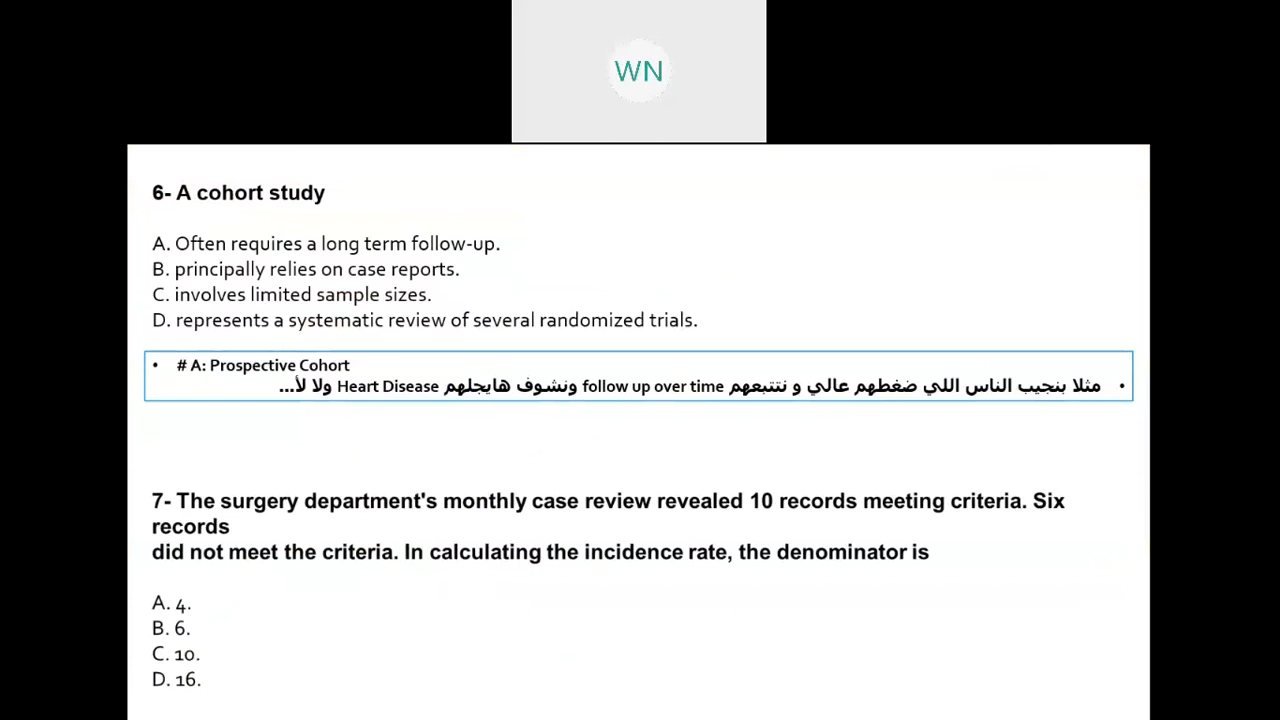 WN
6- A cohort study
A. Often requires a long term follow-up.
B. principally relies on case reports.
C. involves limited sample sizes.
D. represents a systematic review of several randomized trials.
• # A: Prospective Cohort
• مثلا بنجيب الناس اللي ضغطهم عالي و نتتبعهم follow up over time ونشوف هايجلهم Heart Disease ولا لأ...
7- The surgery department's monthly case review revealed 10 records meeting criteria. Six
records
did not meet the criteria. In calculating the incidence rate, the denominator is
A. 4.
B. 6.
C. 10.
D. 16.